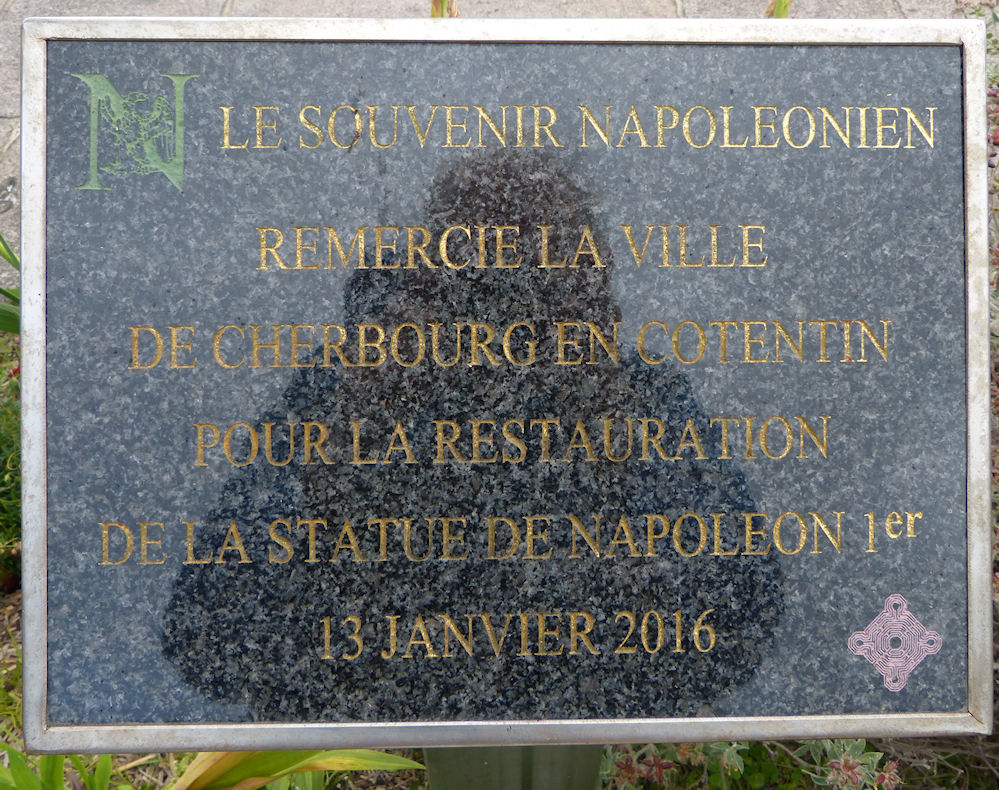 N
LE SOUVENIR NAPOLEONIEN
REMERCIE LA VILLE
DE CHERBOURG EN COTENTIN
POUR LA RESTAURATION
DE LA STATUE DE NAPOLEON 1er
13 JANVIER 2016